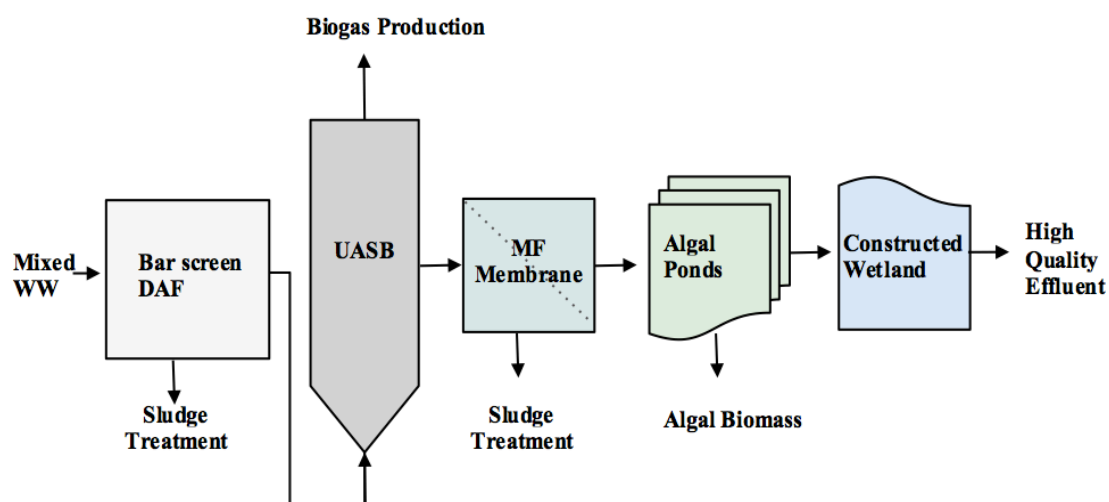 Biogas Production
Mixed
WW
Bar screen
DAF
UASB
MF
Membrane
Algal
Ponds
Constructed
Wetland
High
Quality
Effluent
Sludge
Treatment
Sludge
Treatment
Algal Biomass